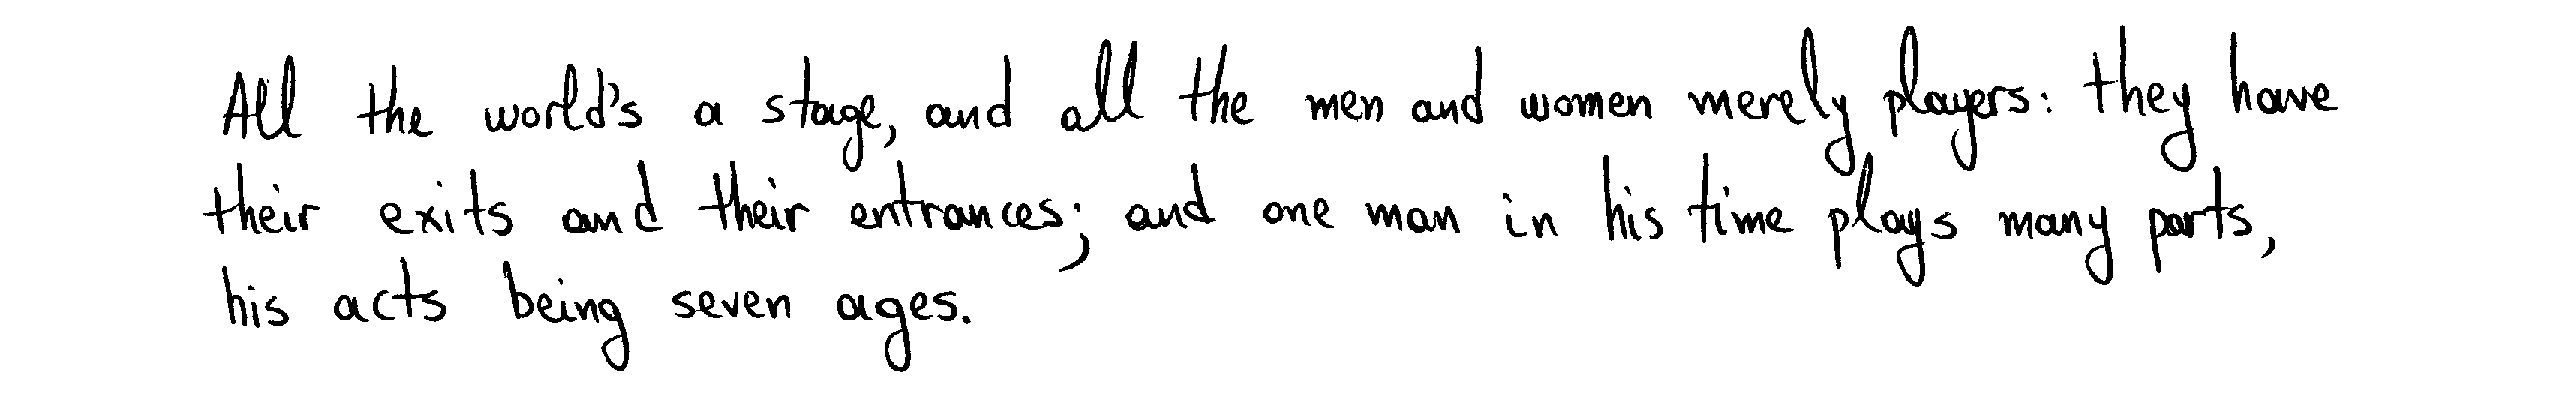 All the world's a stage, and all the men and women merely players: they have
their exits and their entrances; and one man in his time plays many parts,
his acts being seven ages.